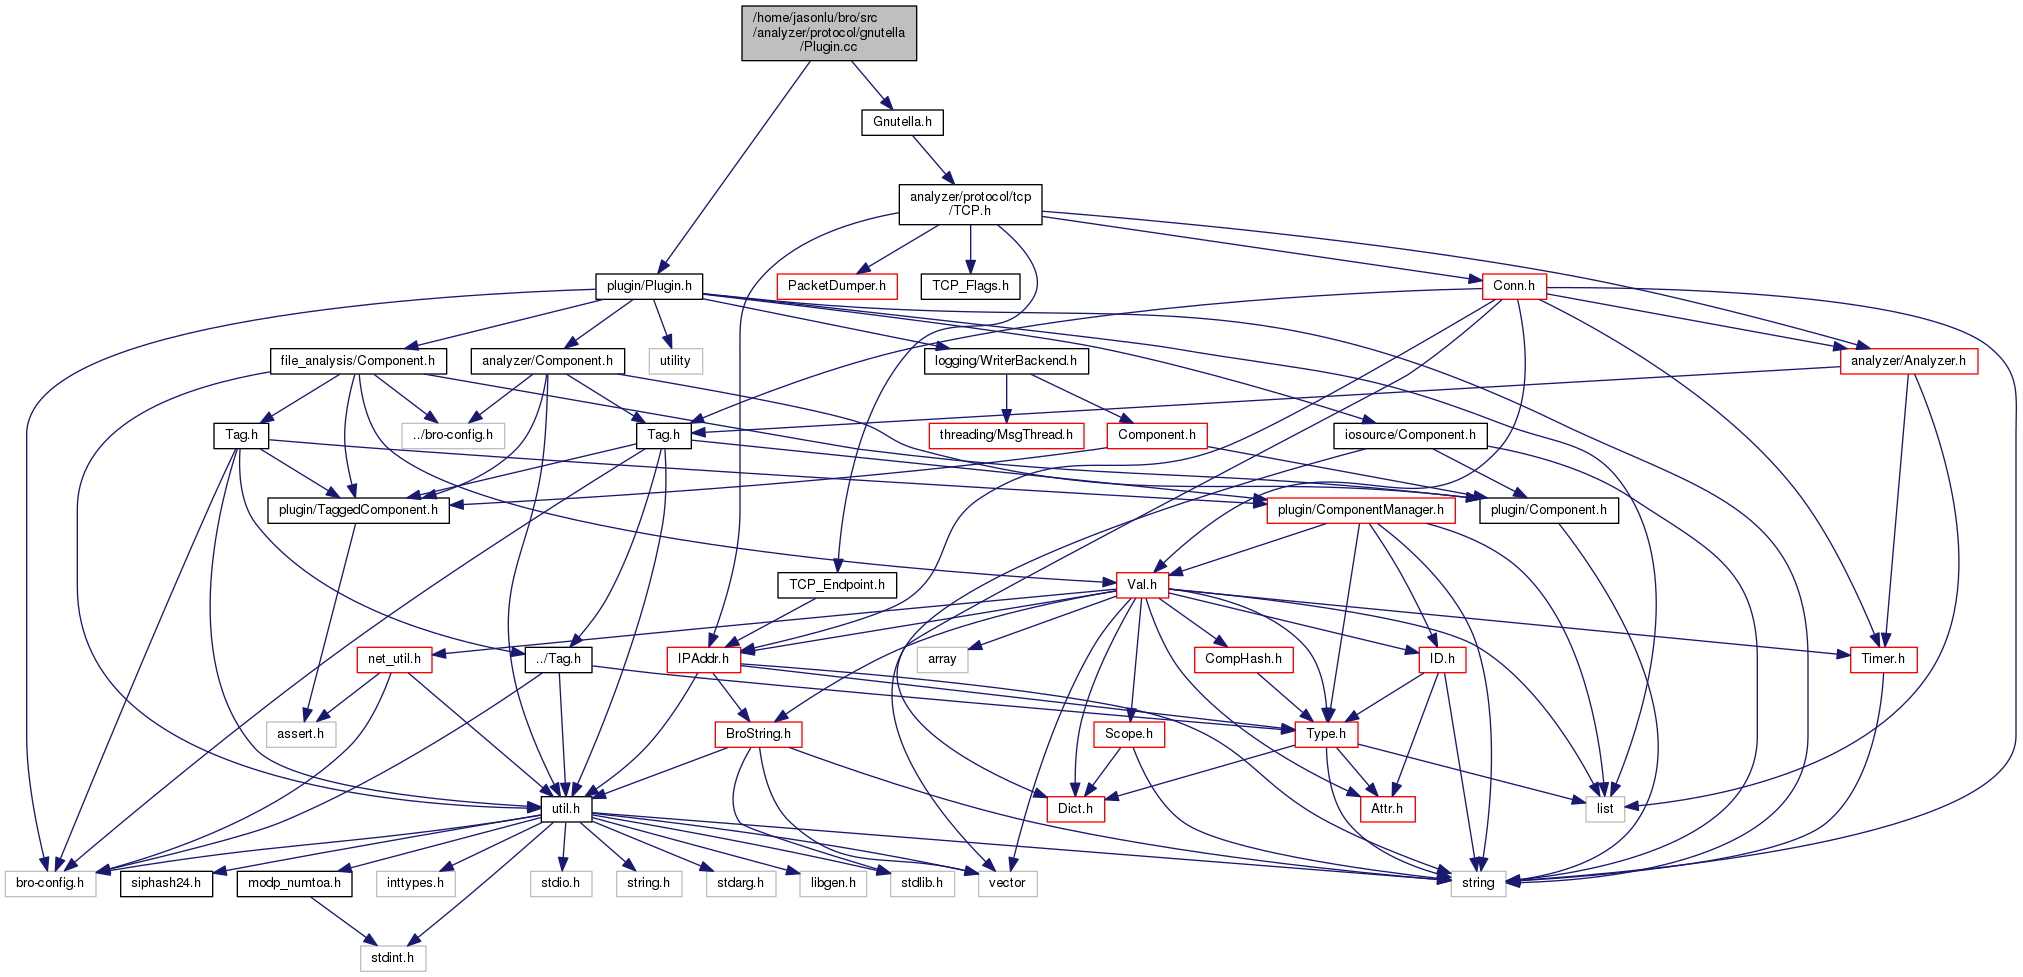 /home/jasonlu/bro/src
/analyzer/protocol/gnutella
/Plugin.cc
Gnutella.h
analyzer/protocol/tcp
/TCP.h
plugin/Plugin.h
PacketDumper.h
TCP_Flags.h
Conn.h
file_analysis/Component.h
analyzer/Component.h
utility
logging/WriterBackend.h
analyzer/Analyzer.h
Tag.h
../bro-config.h
Tag.h
threading/MsgThread.h
Component.h
iosource/Component.h
plugin/TaggedComponent.h
plugin/ComponentManager.h
plugin/Component.h
TCP_Endpoint.h
Val.h
net_util.h
../Tag.h
IPAddr.h
array
CompHash.h
ID.h
Timer.h
assert.h
BroString.h
Scope.h
Type.h
util.h
Dict.h
Attr.h
list
bro-config.h
siphash24.h
modp_numtoa.h
inttypes.h
stdio.h
string.h
stdarg.h
libgen.h
stdlib.h
vector
string
stdint.h